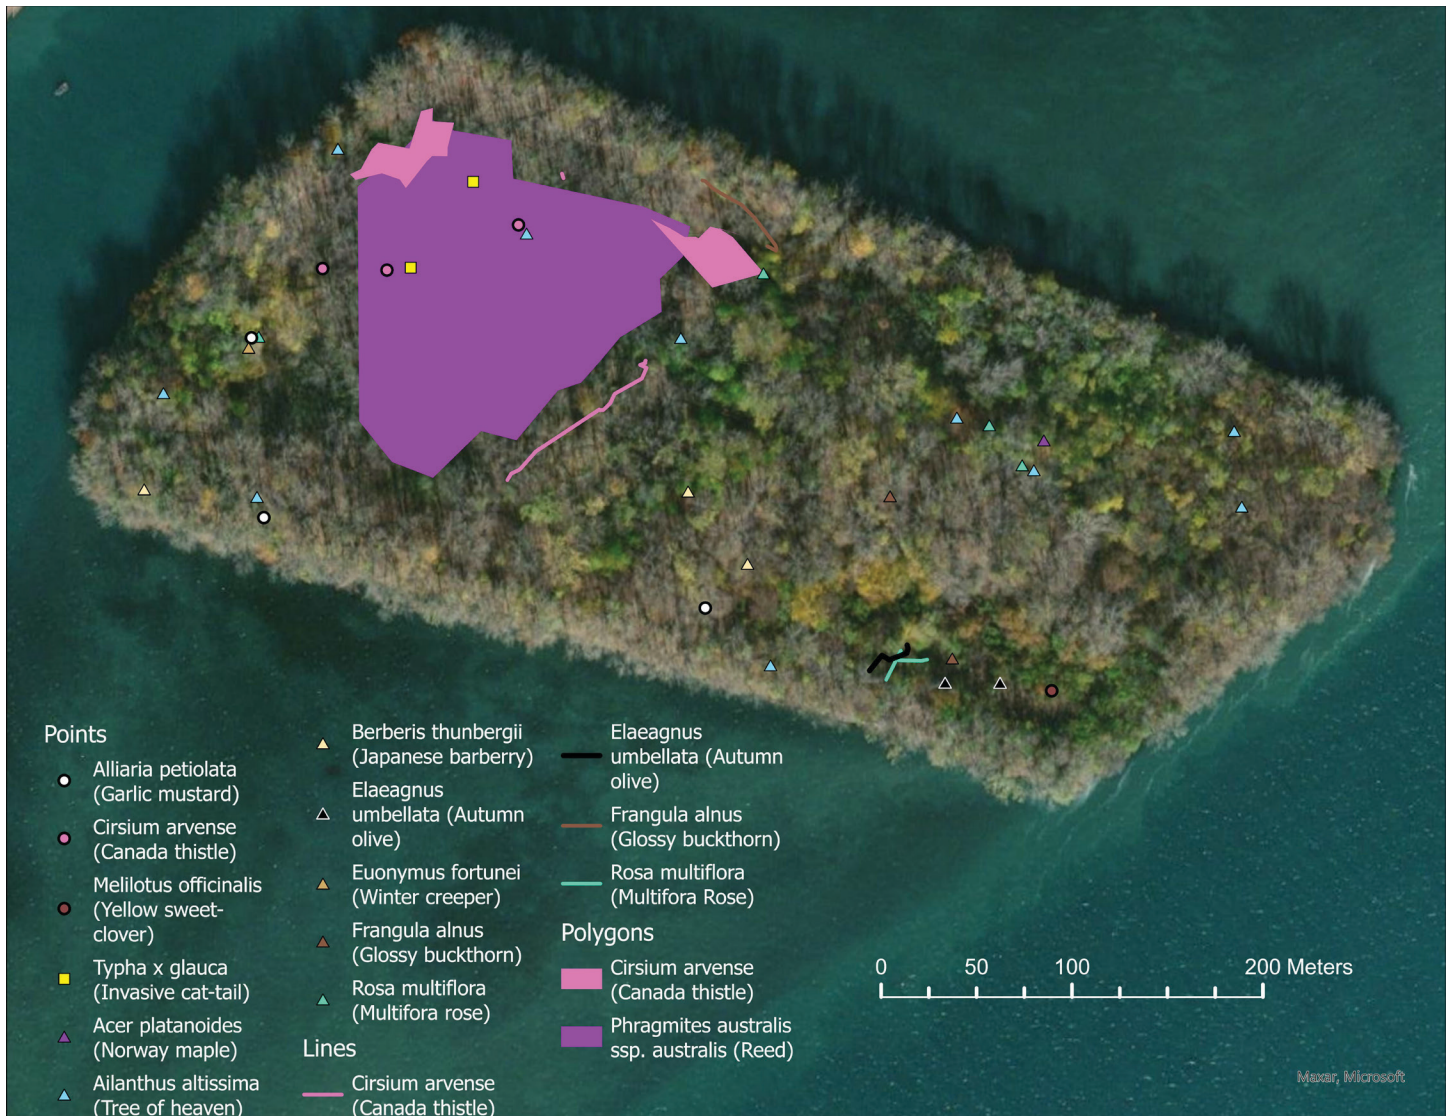 Points
Alliaria petiolata
(Garlic mustard)
Cirsium arvense
(Canada thistle)
Melilotus officinalis
(Yellow sweet-
clover)
Typha x glauca
(Invasive cat-tail)
Acer platanoides
(Norway maple)
Ailanthus altissima
(Tree of heaven)
Berberis thunbergii
(Japanese barberry)
Elaeagnus
umbellata (Autumn
olive)
Euonymus fortunei
(Winter creeper)
Frangula alnus
(Glossy buckthorn)
Rosa multiflora
(Multifora rose)
Lines
Cirsium arvense
(Canada thistle)
Elaeagnus
umbellata (Autumn
olive)
Frangula alnus
(Glossy buckthorn)
Rosa multiflora
(Multifora Rose)
Polygons
Cirsium arvense
(Canada thistle)
Phragmites australis
ssp. australis (Reed)
0 50 100 200 Meters
Maxar, Microsoft